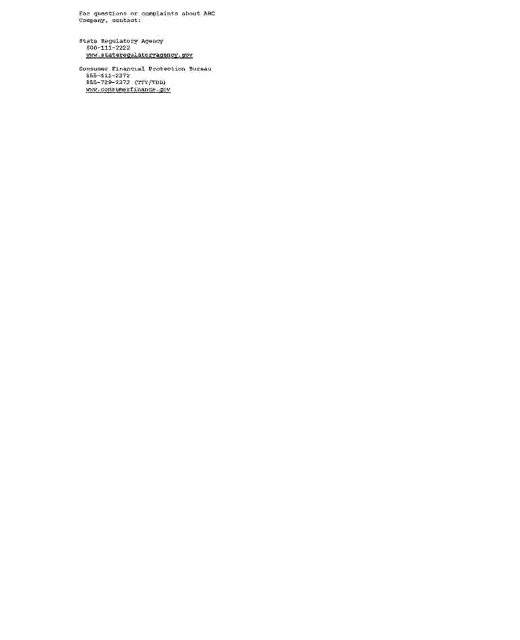 For questions or complaints about ABC
Company, contact:
State Regulatory Agency
800-111-2222
www.stateregulatoryagency.gov
Consumer Financial Protection Bureau
855-411-2372
855-729-2372 (TTY/TDD)
www.consumerfinance.gov